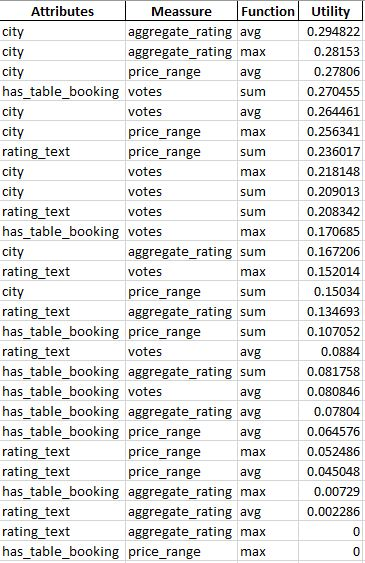 Attributes Meassure Function Utility
city aggregate_rating avg 0.294822
city aggregate_rating max 0.28153
city price_range avg 0.27806
has_table_booking votes sum 0.270455
city votes avg 0.264461
city price_range max 0.256341
rating_text price_range sum 0.236017
city votes max 0.218148
city votes sum 0.209013
rating_text votes sum 0.208342
has_table_booking votes max 0.170685
city aggregate_rating sum 0.167206
rating_text votes max 0.152014
city price_range sum 0.15034
rating_text aggregate_rating sum 0.134693
has_table_booking price_range sum 0.107052
rating_text votes avg 0.0884
has_table_booking aggregate_rating sum 0.081758
has_table_booking votes avg 0.080846
has_table_booking aggregate_rating avg 0.07804
has_table_booking price_range avg 0.064576
rating_text price_range max 0.052486
rating_text price_range avg 0.045048
has_table_booking aggregate_rating max 0.00729
rating_text aggregate_rating avg 0.002286
rating_text aggregate_rating max 0
has_table_booking price_range max 0